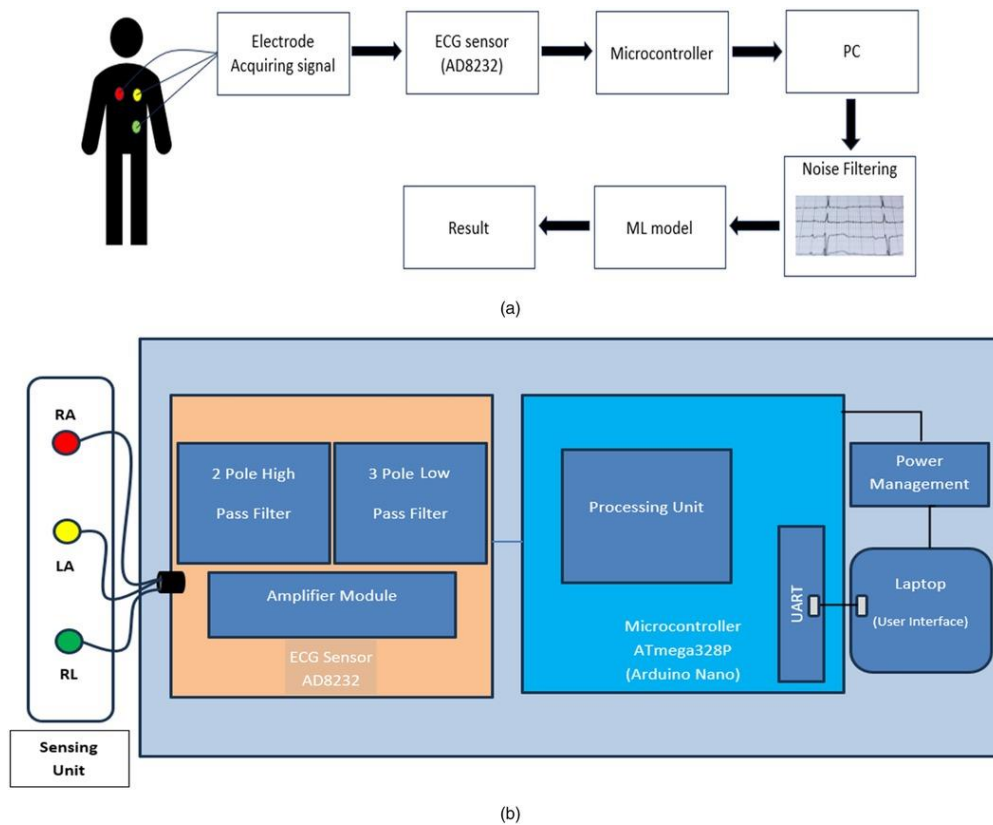 Electrode
Acquiring signal
ECG sensor
(AD8232)
Microcontroller
PC
Noise Filtering
ML model
Result
(a)
RA
LA
RL
Sensing
Unit
2 Pole High
Pass Filter
3 Pole Low
Pass Filter
Amplifier Module
ECG Sensor
AD8232
Processing Unit
Microcontroller
ATmega328P
(Arduino Nano)
UART
Power
Management
Laptop
(User Interface)
(b)